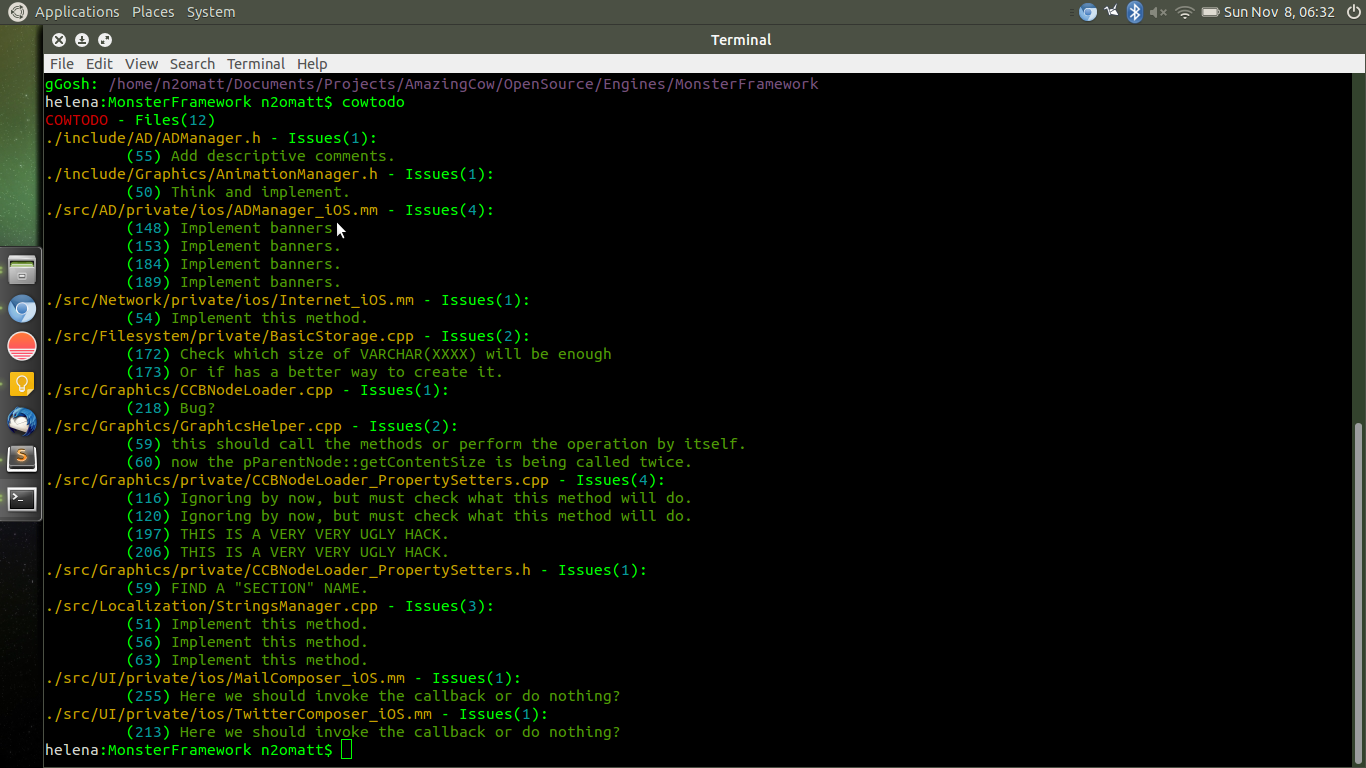 Applications Places System
Sun Nov 8, 06:32
Terminal
File Edit View Search Terminal Help
gGosh: /home/n2omatt/Documents/Projects/AmazingCow/OpenSource/Engines/MonsterFramework
helena:MonsterFramework n2omatt$ cowtodo
COWTODO - Files(12)
./include/AD/ADManager.h - Issues(1):
(55) Add descriptive comments.
./include/Graphics/AnimationManager.h - Issues(1):
(50) Think and implement.
./src/AD/private/ios/ADManager_iOS.mm - Issues(4):
(148) Implement banners
(153) Implement banners.
(184) Implement banners.
(189) Implement banners.
./src/Network/private/ios/Internet_iOS.mm - Issues(1):
(54) Implement this method.
./src/Filesystem/private/BasicStorage.cpp - Issues(2):
(172) Check which size of VARCHAR(XXXX) will be enough
(173) Or if has a better way to create it.
./src/Graphics/CCBNodeLoader.cpp - Issues(1):
(218) Bug?
./src/Graphics/GraphicsHelper.cpp - Issues(2):
(59) this should call the methods or perform the operation by itself.
(60) now the pParentNode::getContentSize is being called twice.
./src/Graphics/private/CCBNodeLoader_PropertySetters.cpp - Issues(4):
(116) Ignoring by now, but must check what this method will do.
(120) Ignoring by now, but must check what this method will do.
(197) THIS IS A VERY VERY UGLY HACK.
(206) THIS IS A VERY VERY UGLY HACK.
./src/Graphics/private/CCBNodeLoader_PropertySetters.h - Issues(1):
(59) FIND A "SECTION" NAME.
./src/Localization/StringsManager.cpp - Issues(3):
(51) Implement this method.
(56) Implement this method.
(63) Implement this method.
./src/UI/private/ios/MailComposer_iOS.mm - Issues(1):
(255) Here we should invoke the callback or do nothing?
./src/UI/private/ios/TwitterComposer_iOS.mm - Issues(1):
(213) Here we should invoke the callback or do nothing?
helena:MonsterFramework n2omatt$